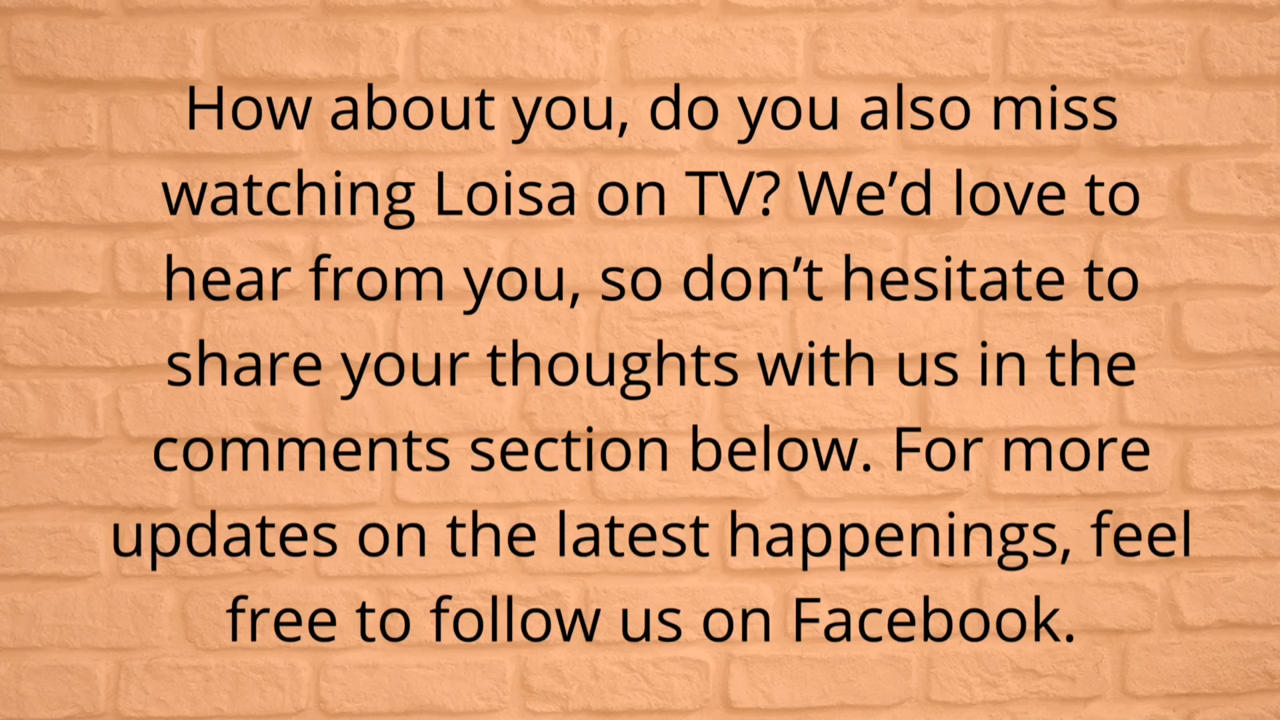 How about you, do you also miss
watching Loisa on TV? We’d love to
hear from you, so don’t hesitate to
share your thoughts with us in the
comments section below. For more
updates on the latest happenings, feel
free to follow us on Facebook.